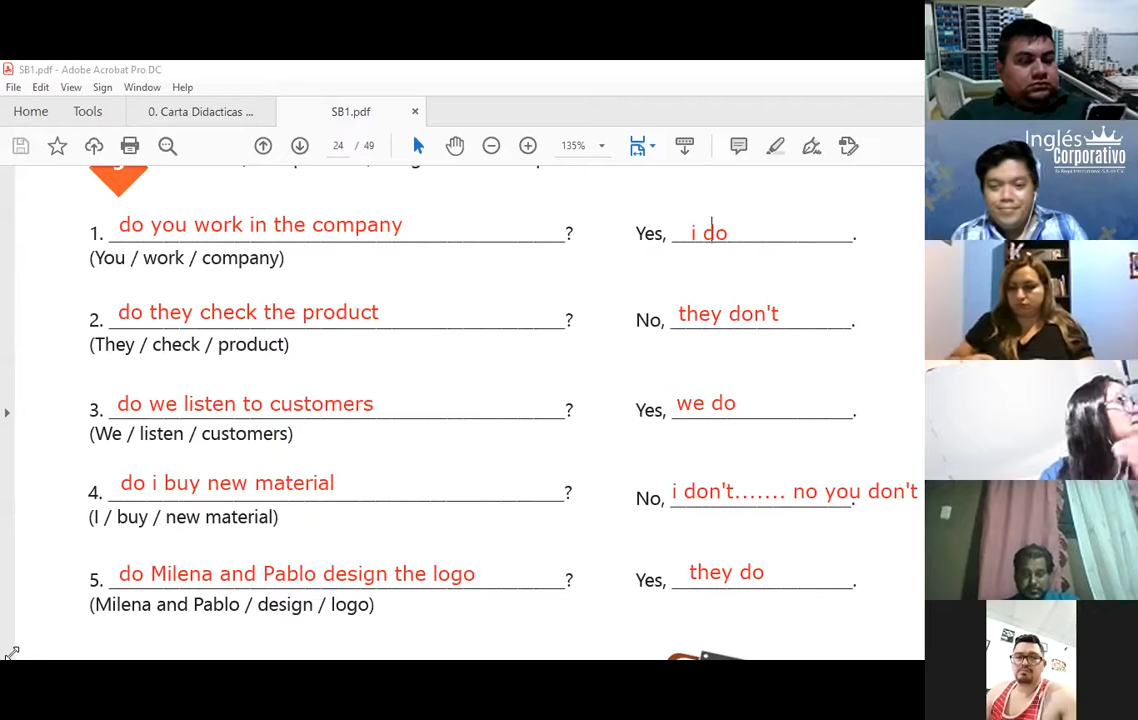 SB1.pdf - Adobe Acrobat Pro DC
File Edit View Sign Window Help
Home Tools 0. Carta Didacticas ... SB1.pdf ×
24 / 49 135%
1. do you work in the company ? Yes, i do .
(You / work / company)
2. do they check the product ? No, they don't .
(They / check / product)
3. do we listen to customers ? Yes, we do .
(We / listen / customers)
4. do i buy new material ? No, i don't....... no you don't .
(I / buy / new material)
5. do Milena and Pablo design the logo ? Yes, they do .
(Milena and Pablo / design / logo)
Inglés
Corporativo